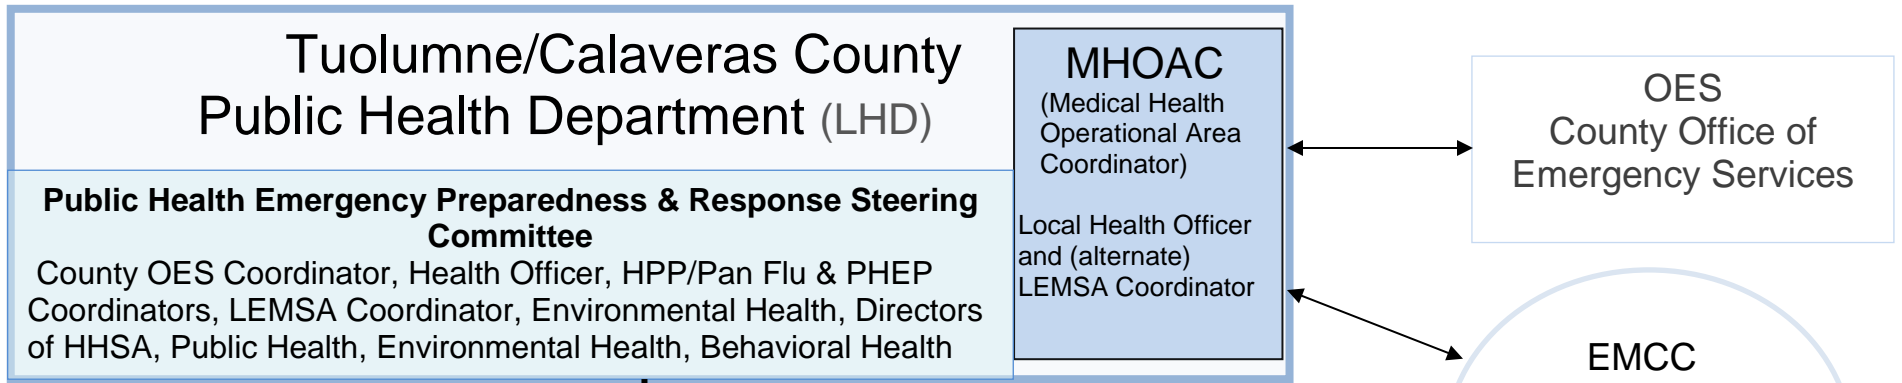 Tuolumne/Calaveras County
Public Health Department (LHD)
Public Health Emergency Preparedness & Response Steering
Committee
County OES Coordinator, Health Officer, HPP/Pan Flu & PHEP
Coordinators, LEMSA Coordinator, Environmental Health, Directors
of HHSA, Public Health, Environmental Health, Behavioral Health
MHOAC
(Medical Health
Operational Area
Coordinator)
Local Health Officer
and (alternate)
LEMSA Coordinator
OES
County Office of
Emergency Services
EMCC